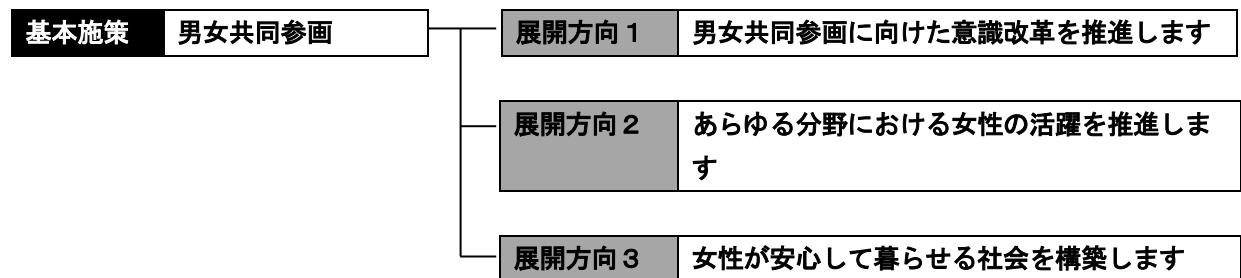 基本施策 男女共同参画
展開方向1 男女共同参画に向けた意識改革を推進します
展開方向2 あらゆる分野における女性の活躍を推進しま
す
展開方向3 女性が安心して暮らせる社会を構築します